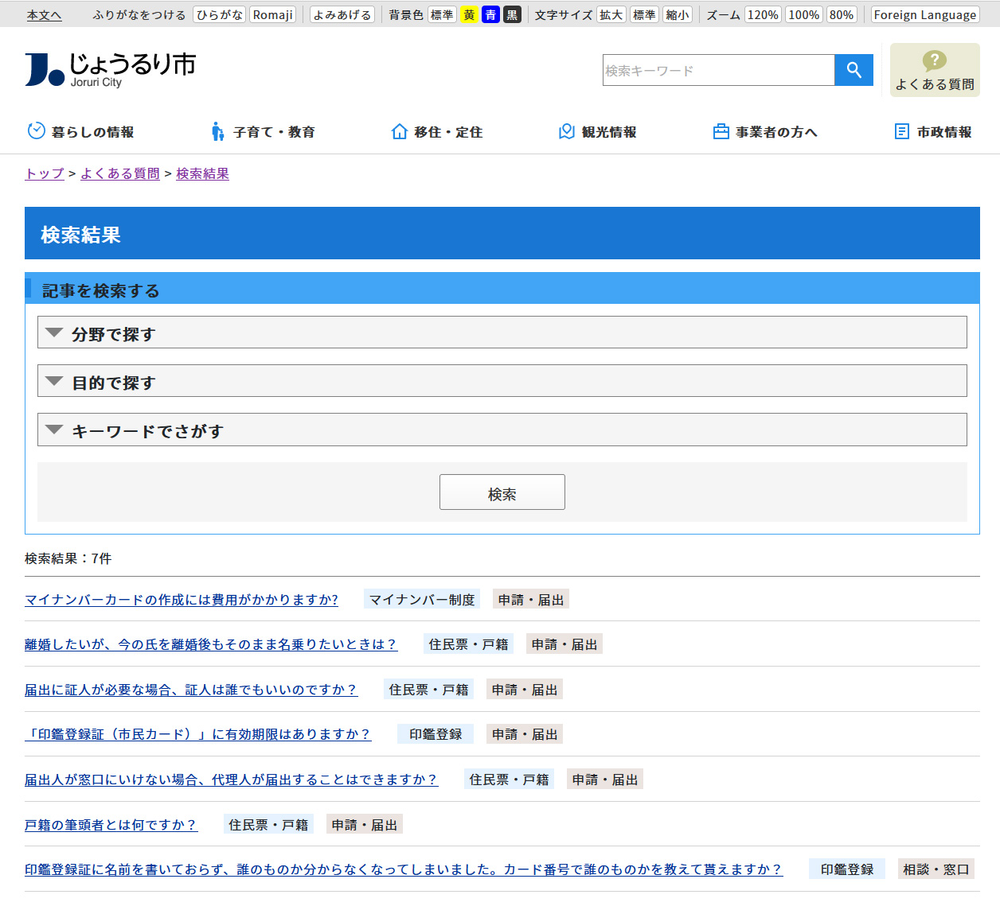 本文へ ふりがなをつける ひらがな Romaji よみあげる 背景色 標準 黄 青 黒 文字サイズ 拡大 標準 縮小 ズーム 120% 100% 80% Foreign Language
J. じょうるり市
Joruri City
検索キーワード
?
よくある質問
暮らしの情報 子育て・教育 移住・定住 観光情報 事業者の方へ 市政情報
トップ > よくある質問 > 検索結果
検索結果
記事を検索する
分野で探す
目的で探す
キーワードでさがす
検索
検索結果：7件
マイナンバーカードの作成には費用がかかりますか? マイナンバー制度 申請・届出
離婚したいが、今の氏を離婚後もそのまま名乗りたいときは？ 住民票・戸籍 申請・届出
届出に証人が必要な場合、証人は誰でもいいのですか？ 住民票・戸籍 申請・届出
「印鑑登録証（市民カード）」に有効期限はありますか？ 印鑑登録 申請・届出
届出人が窓口にいけない場合、代理人が届出することはできますか？ 住民票・戸籍 申請・届出
戸籍の筆頭者とは何ですか？ 住民票・戸籍 申請・届出
印鑑登録証に名前を書いておらず、誰のものか分からなくなってしまいました。カード番号で誰のものかを教えて貰えますか？ 印鑑登録 相談・窓口